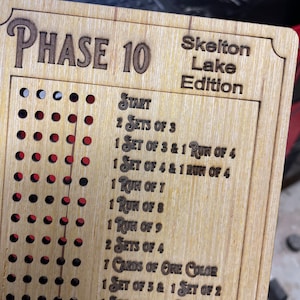 PHASE 10
Skelton
Lake
Edition
START
2 SETS OF 3
1 SET OF 3 & 1 RUN OF 4
1 SET OF 4 & 1 RUN OF 4
1 RUN OF 7
1 RUN OF 8
1 RUN OF 9
2 SETS OF 4
7 CARDS OF ONE COLOR
1 SET OF 5 & 1 SET OF 2